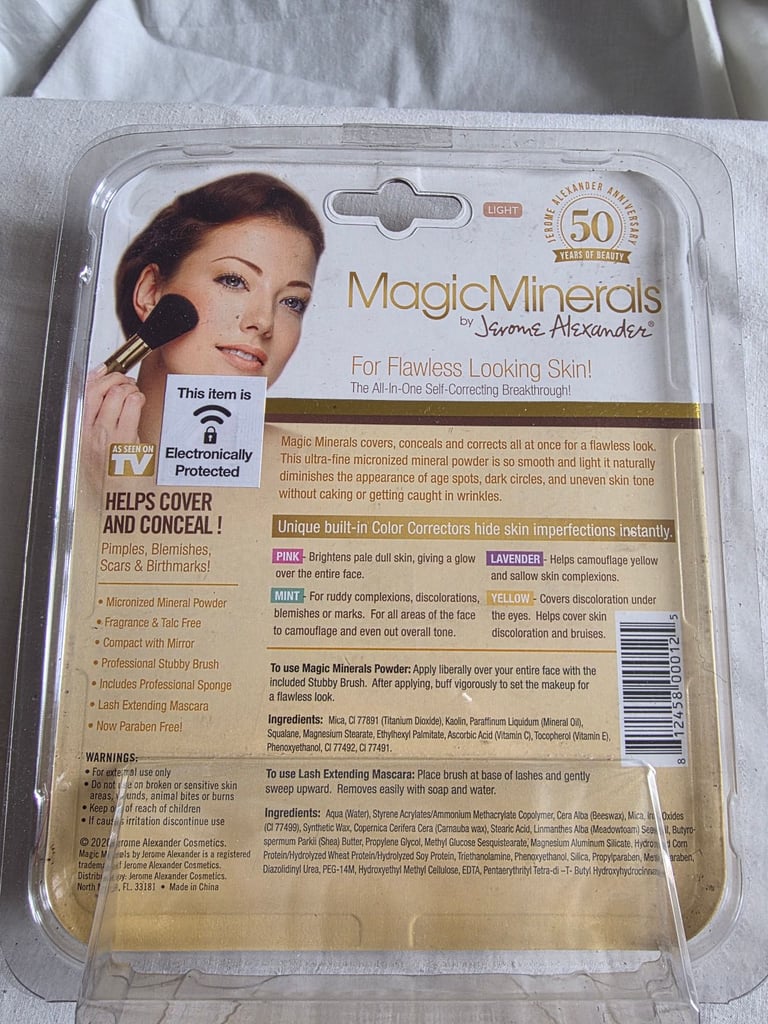 LIGHT
JEROME ALEXANDER ANNIVERSARY
50
YEARS OF BEAUTY
MagicMinerals
by Jerome Alexander®
For Flawless Looking Skin!
The All-In-One Self-Correcting Breakthrough!
This item is
Electronically
Protected
AS SEEN ON
TV
HELPS COVER
AND CONCEAL !
Pimples, Blemishes,
Scars & Birthmarks!
• Micronized Mineral Powder
• Fragrance & Talc Free
• Compact with Mirror
• Professional Stubby Brush
• Includes Professional Sponge
• Lash Extending Mascara
• Now Paraben Free!
WARNINGS:
• For external use only
• Do not use on broken or sensitive skin
areas, wounds, animal bites or burns
• Keep out of reach of children
• If causes irritation discontinue use
© 2020 Jerome Alexander Cosmetics.
Magic Minerals by Jerome Alexander is a registered
trademark of Jerome Alexander Cosmetics.
Distributed by: Jerome Alexander Cosmetics.
North FL. 33181 • Made in China
Magic Minerals covers, conceals and corrects all at once for a flawless look.
This ultra-fine micronized mineral powder is so smooth and light it naturally
diminishes the appearance of age spots, dark circles, and uneven skin tone
without caking or getting caught in wrinkles.
Unique built-in Color Correctors hide skin imperfections instantly.
PINK - Brightens pale dull skin, giving a glow
over the entire face.
MINT - For ruddy complexions, discolorations,
blemishes or marks. For all areas of the face
to camouflage and even out overall tone.
LAVENDER - Helps camouflage yellow
and sallow skin complexions.
YELLOW - Covers discoloration under
the eyes. Helps cover skin
discoloration and bruises.
To use Magic Minerals Powder: Apply liberally over your entire face with the
included Stubby Brush. After applying, buff vigorously to set the makeup for
a flawless look.
Ingredients: Mica, CI 77891 (Titanium Dioxide), Kaolin, Paraffinum Liquidum (Mineral Oil),
Squalane, Magnesium Stearate, Ethylhexyl Palmitate, Ascorbic Acid (Vitamin C), Tocopherol (Vitamin E),
Phenoxyethanol, CI 77492, CI 77491.
8 12458 00012 5
To use Lash Extending Mascara: Place brush at base of lashes and gently
sweep upward. Removes easily with soap and water.
Ingredients: Aqua (Water), Styrene Acrylates/Ammonium Methacrylate Copolymer, Cera Alba (Beeswax), Mica, Iron Oxides
(CI 77499), Synthetic Wax, Copernica Cerifera Cera (Carnauba wax), Stearic Acid, Linmanthes Alba (Meadowfoam) Seed Oil, Butyro-
spermum Parkii (Shea) Butter, Propylene Glycol, Methyl Glucose Sesquistearate, Magnesium Aluminum Silicate, Hydrolyzed Corn
Protein/Hydrolyzed Wheat Protein/Hydrolyzed Soy Protein, Triethanolamine, Phenoxyethanol, Silica, Propylparaben, Methylparaben,
Diazolidinyl Urea, PEG-14M, Hydroxyethyl Methyl Cellulose, EDTA, Pentaerythrityl Tetra-di –T- Butyl